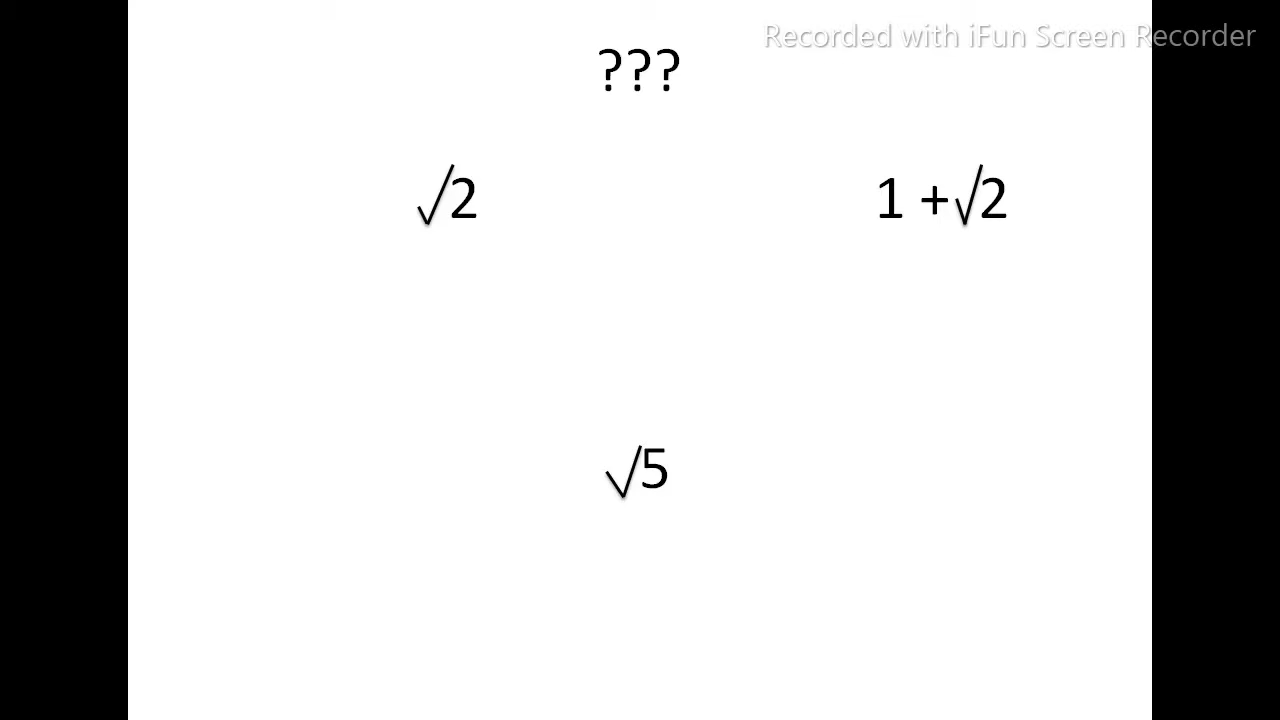 Recorded with iFun Screen Recorder
???
√2
1 +√2
√5